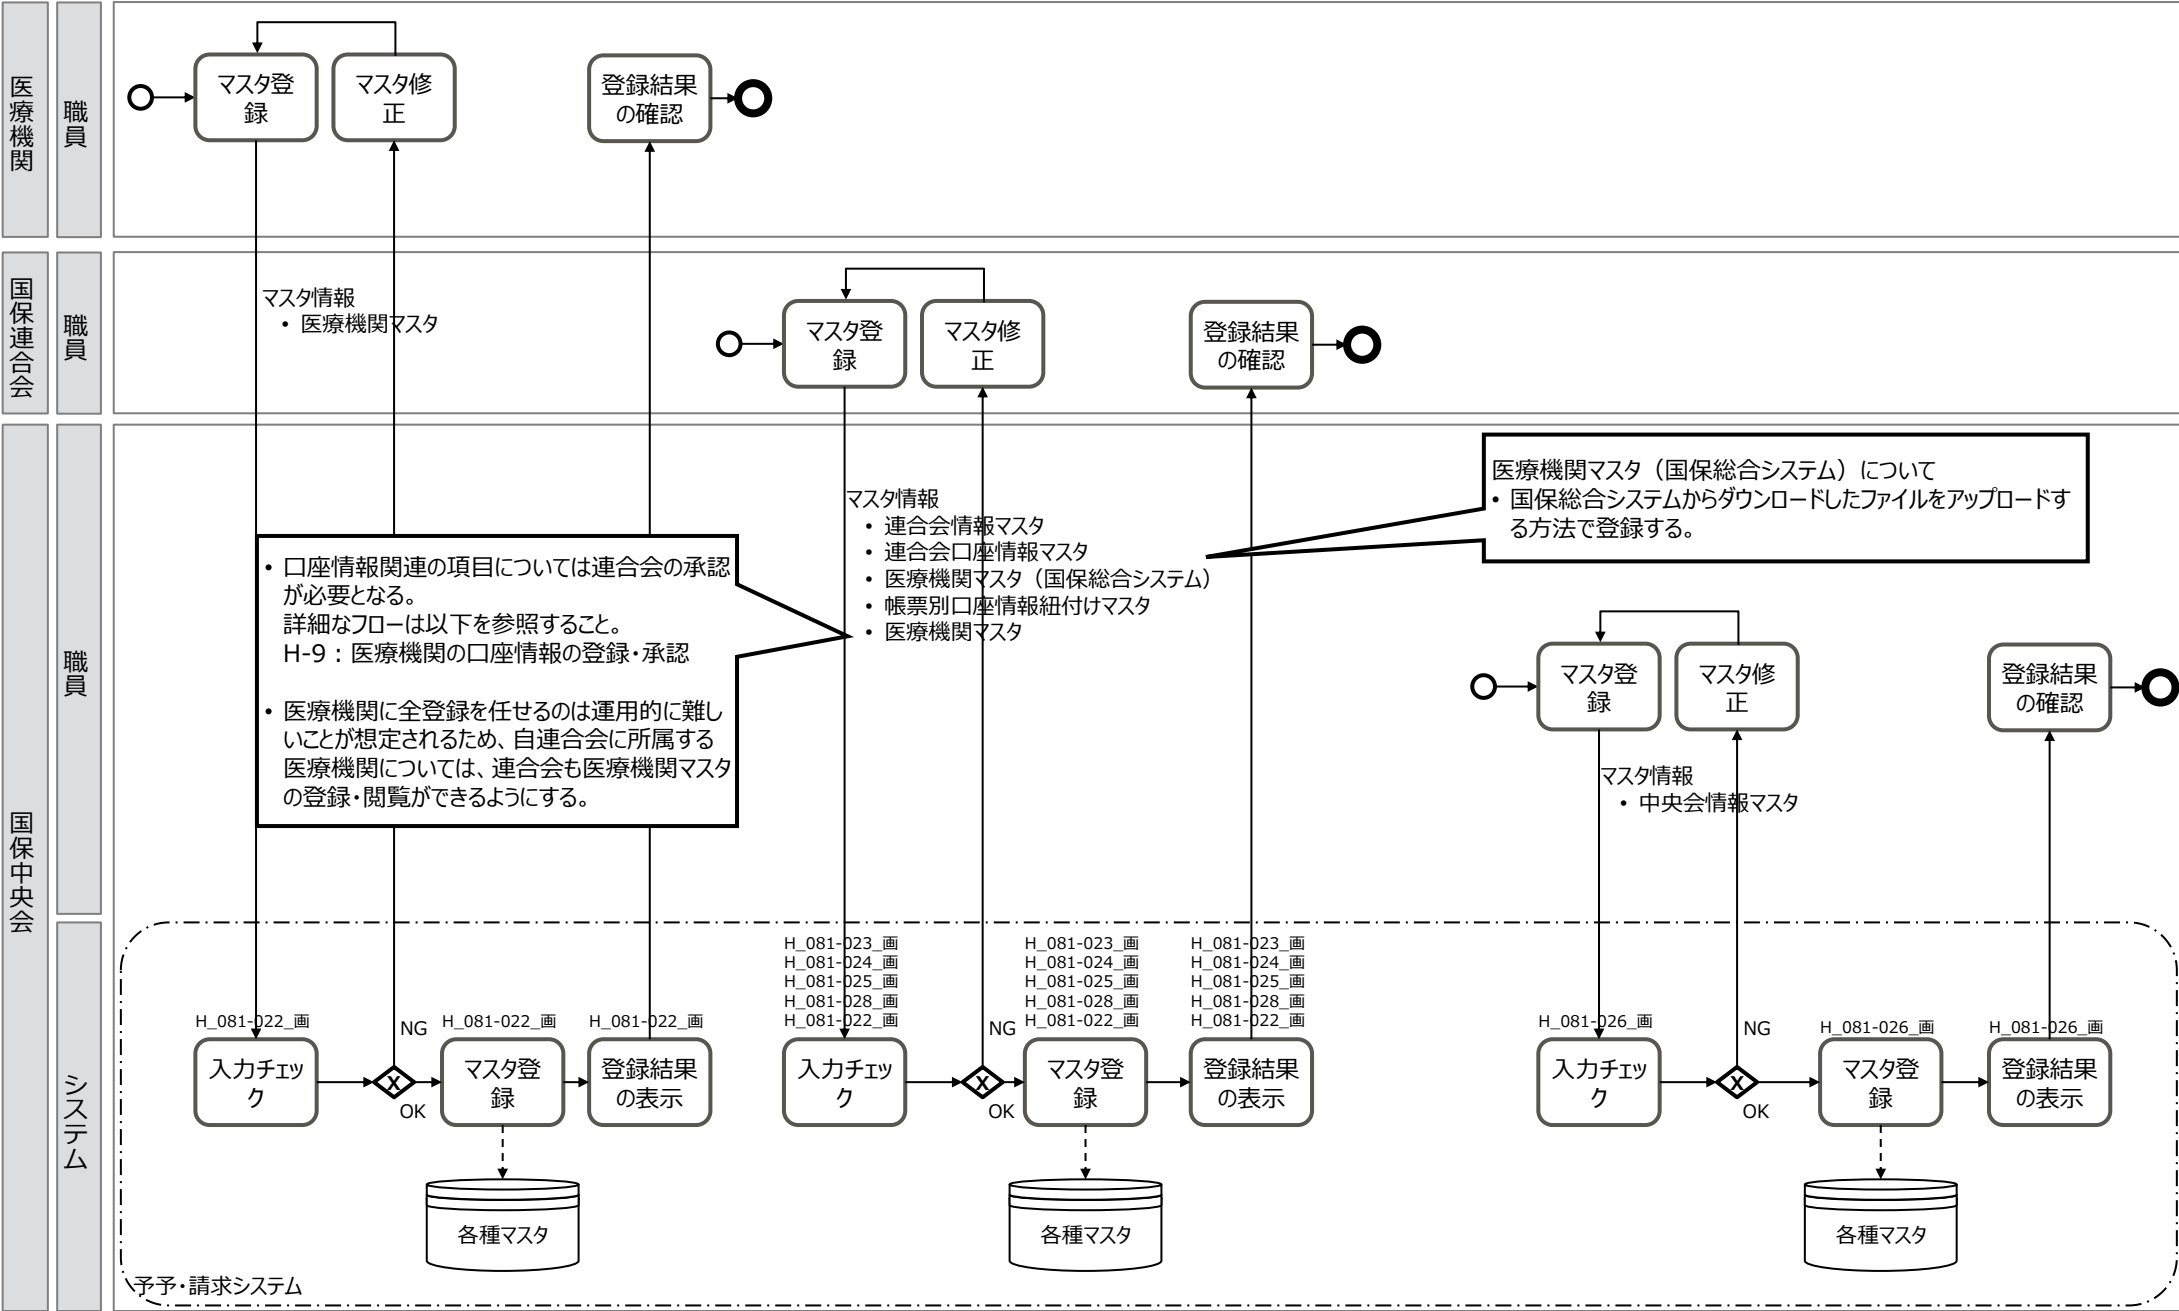 医療機関
職員
マスタ登
録
マスタ修
正
登録結果
の確認
国保連合会
職員
マスタ情報
• 医療機関マスタ
マスタ登
録
マスタ修
正
登録結果
の確認
国保中央会
職員
• 口座情報関連の項目については連合会の承認
が必要となる。
詳細なフローは以下を参照すること。
H-9：医療機関の口座情報の登録・承認
• 医療機関に全登録を任せるのは運用的に難し
いことが想定されるため、自連合会に所属する
医療機関については、連合会も医療機関マスタ
の登録・閲覧ができるようにする。
マスタ情報
• 連合会情報マスタ
• 連合会口座情報マスタ
• 医療機関マスタ（国保総合システム）
• 帳票別口座情報紐付けマスタ
• 医療機関マスタ
医療機関マスタ（国保総合システム）について
• 国保総合システムからダウンロードしたファイルをアップロードす
る方法で登録する。
マスタ登
録
マスタ修
正
登録結果
の確認
マスタ情報
• 中央会情報マスタ
システム
H_081-022_画
入力チェッ
ク
NG
X
OK
H_081-022_画
マスタ登
録
H_081-022_画
登録結果
の表示
各種マスタ
H_081-023_画
H_081-024_画
H_081-025_画
H_081-028_画
H_081-022_画
入力チェッ
ク
NG
X
OK
H_081-023_画
H_081-024_画
H_081-025_画
H_081-028_画
H_081-022_画
マスタ登
録
H_081-023_画
H_081-024_画
H_081-025_画
H_081-028_画
H_081-022_画
登録結果
の表示
各種マスタ
H_081-026_画
入力チェッ
ク
NG
X
OK
H_081-026_画
マスタ登
録
H_081-026_画
登録結果
の表示
各種マスタ
予予・請求システム